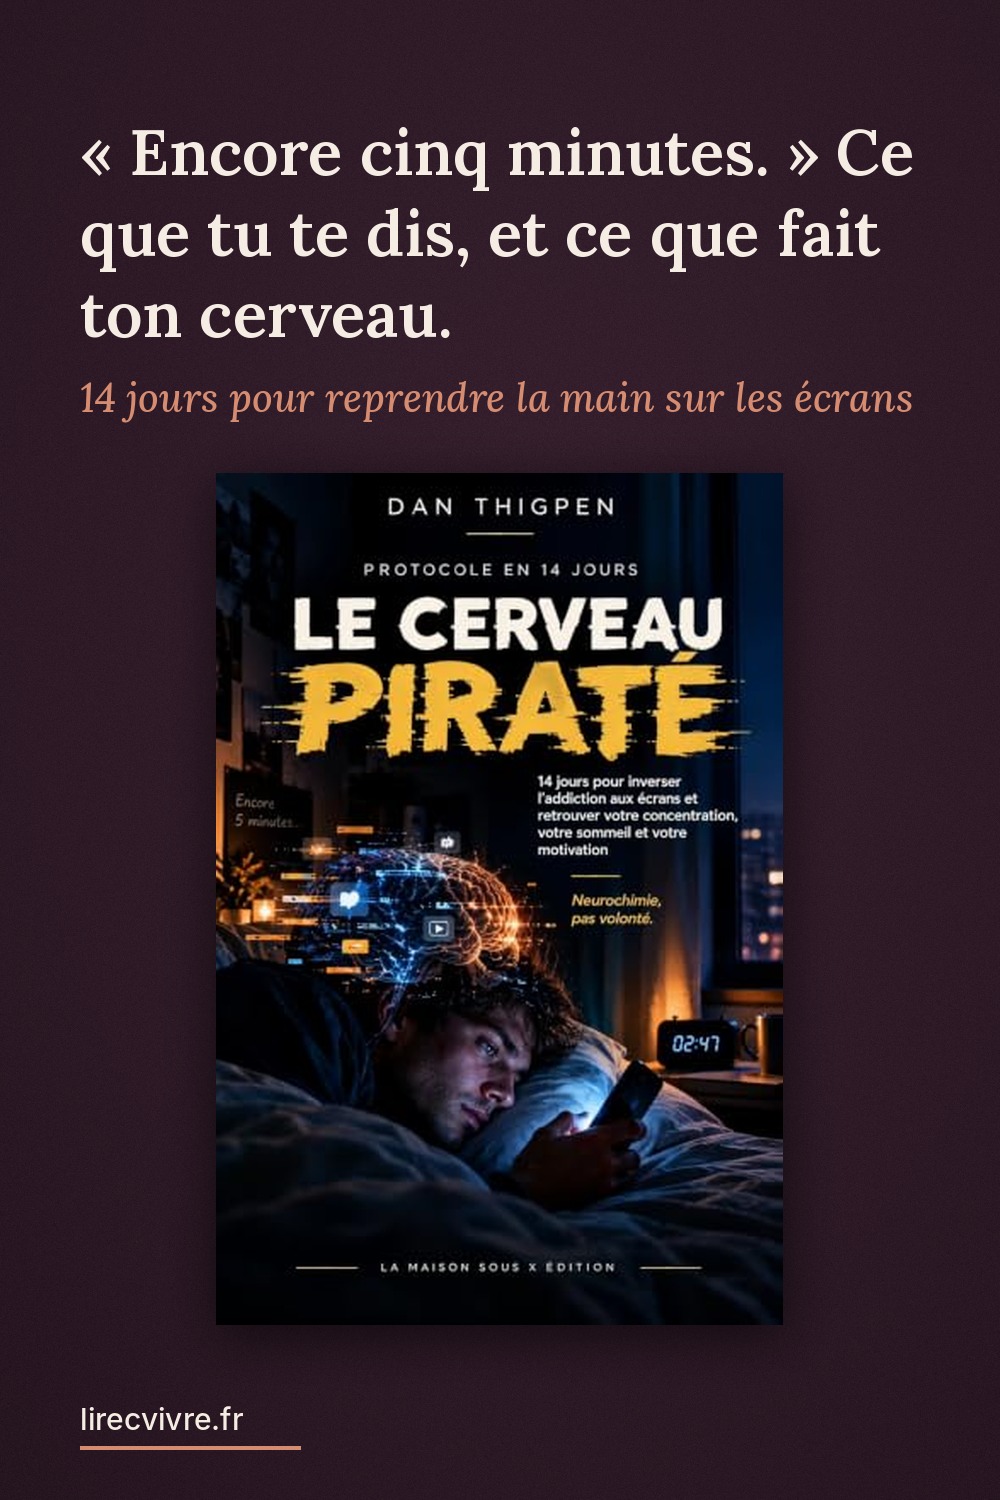 « Encore cinq minutes. » Ce
que tu te dis, et ce que fait
ton cerveau.
14 jours pour reprendre la main sur les écrans
DAN THIGPEN
PROTOCOLE EN 14 JOURS
LE CERVEAU
PIRATÉ
14 jours pour inverser
l'addiction aux écrans et
retrouver votre concentration,
votre sommeil et votre
motivation
Neurochimie,
pas volonté.
Encore
5 minutes...
02:47
LA MAISON SOUS X ÉDITION
lirecvivre.fr